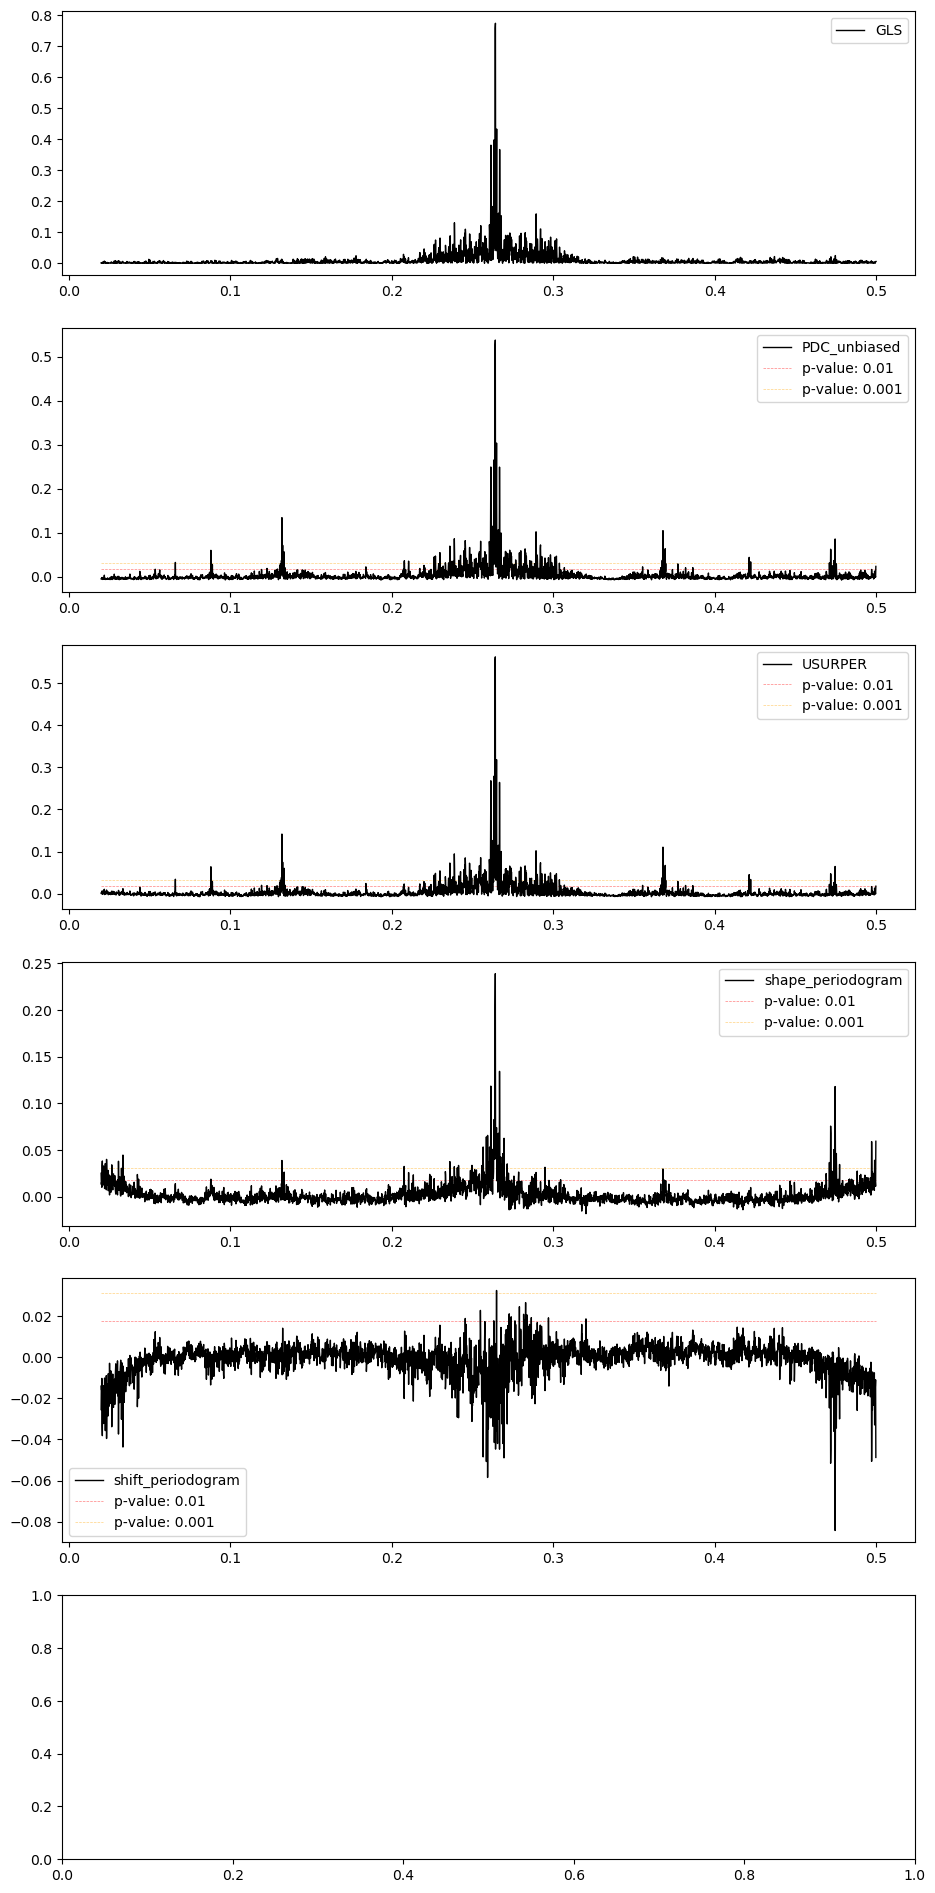 0.8
0.7
0.6
0.5
0.4
0.3
0.2
0.1
0.0
GLS
0.0 0.1 0.2 0.3 0.4 0.5
0.5
0.4
0.3
0.2
0.1
0.0
PDC_unbiased
p-value: 0.01
p-value: 0.001
0.0 0.1 0.2 0.3 0.4 0.5
0.5
0.4
0.3
0.2
0.1
0.0
USURPER
p-value: 0.01
p-value: 0.001
0.0 0.1 0.2 0.3 0.4 0.5
0.25
0.20
0.15
0.10
0.05
0.00
shape_periodogram
p-value: 0.01
p-value: 0.001
0.0 0.1 0.2 0.3 0.4 0.5
0.02
0.00
−0.02
−0.04
−0.06
−0.08
shift_periodogram
p-value: 0.01
p-value: 0.001
0.0 0.1 0.2 0.3 0.4 0.5
1.0
0.8
0.6
0.4
0.2
0.0
0.0 0.2 0.4 0.6 0.8 1.0